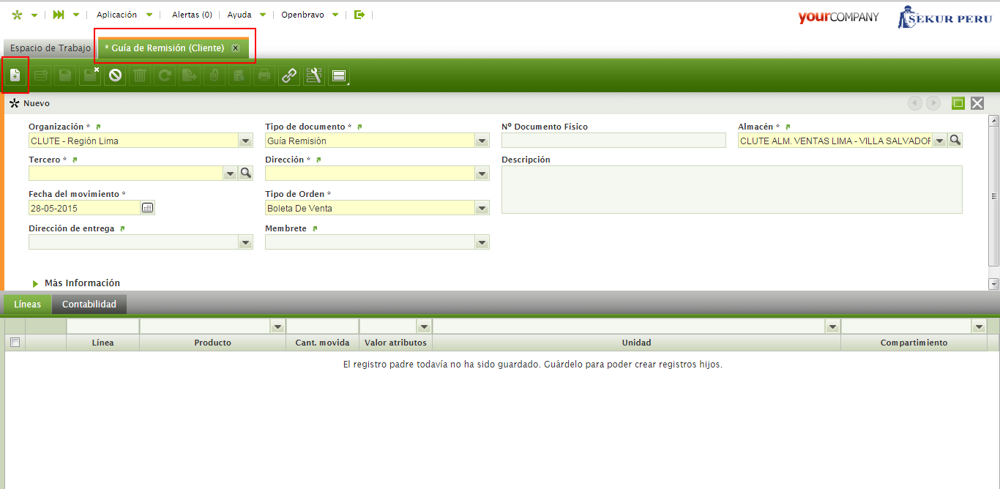 Aplicación Alertas (0) Ayuda Openbravo yourCOMPANY SEKUR PERU
Espacio de Trabajo * Guía de Remisión (Cliente)
Nuevo
Organización * Tipo de documento * Nº Documento Físico Almacén *
CLUTE - Región Lima Guía Remisión CLUTE ALM. VENTAS LIMA - VILLA SALVADOR
Tercero * Dirección * Descripción
Fecha del movimiento * Tipo de Orden *
28-05-2015 Boleta De Venta
Dirección de entrega Membrete
Más Información
Líneas Contabilidad
Línea Producto Cant. movida Valor atributos Unidad Compartimiento
El registro padre todavía no ha sido guardado. Guárdelo para poder crear registros hijos.